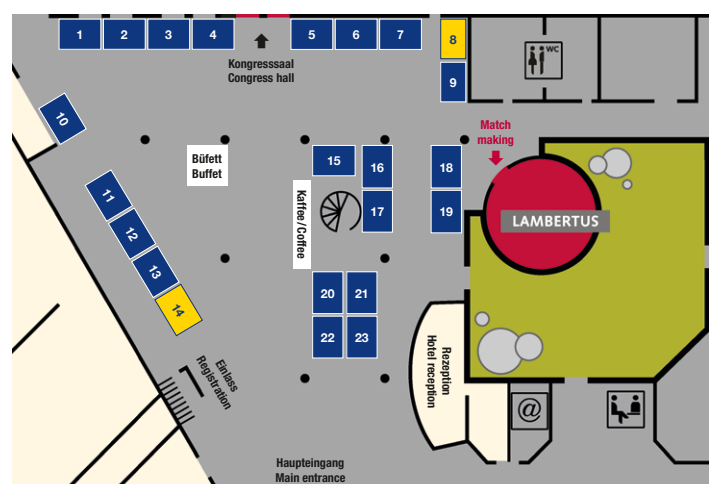 1 2 3 4 5 6 7 8
Kongresssaal
Congress hall
WC
9
10
Match
making
Büfett
Buffet
15 16 18
11
Kaffee/Coffee
17 19
LAMBERTUS
12
13
14
20 21
22 23
Rezeption
Hotel reception
Einlass
Registration
@
Haupteingang
Main entrance